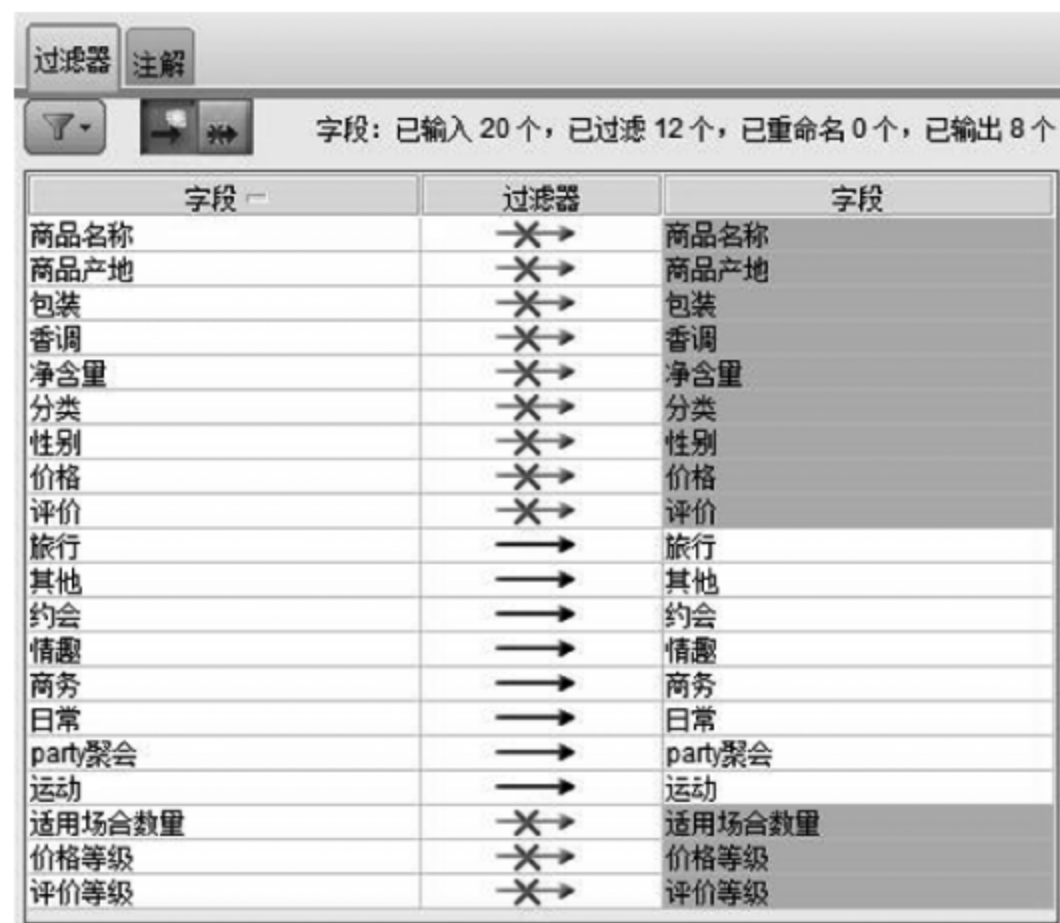 过滤器 注解
字段：已输入 20 个，已过滤 12 个，已重命名 0 个，已输出 8 个
字段 过滤器 字段
商品名称 商品名称
商品产地 商品产地
包装 包装
香调 香调
净含量 净含量
分类 分类
性别 性别
价格 价格
评价 评价
旅行 旅行
其他 其他
约会 约会
情趣 情趣
商务 商务
日常 日常
party聚会 party聚会
运动 运动
适用场合数量 适用场合数量
价格等级 价格等级
评价等级 评价等级